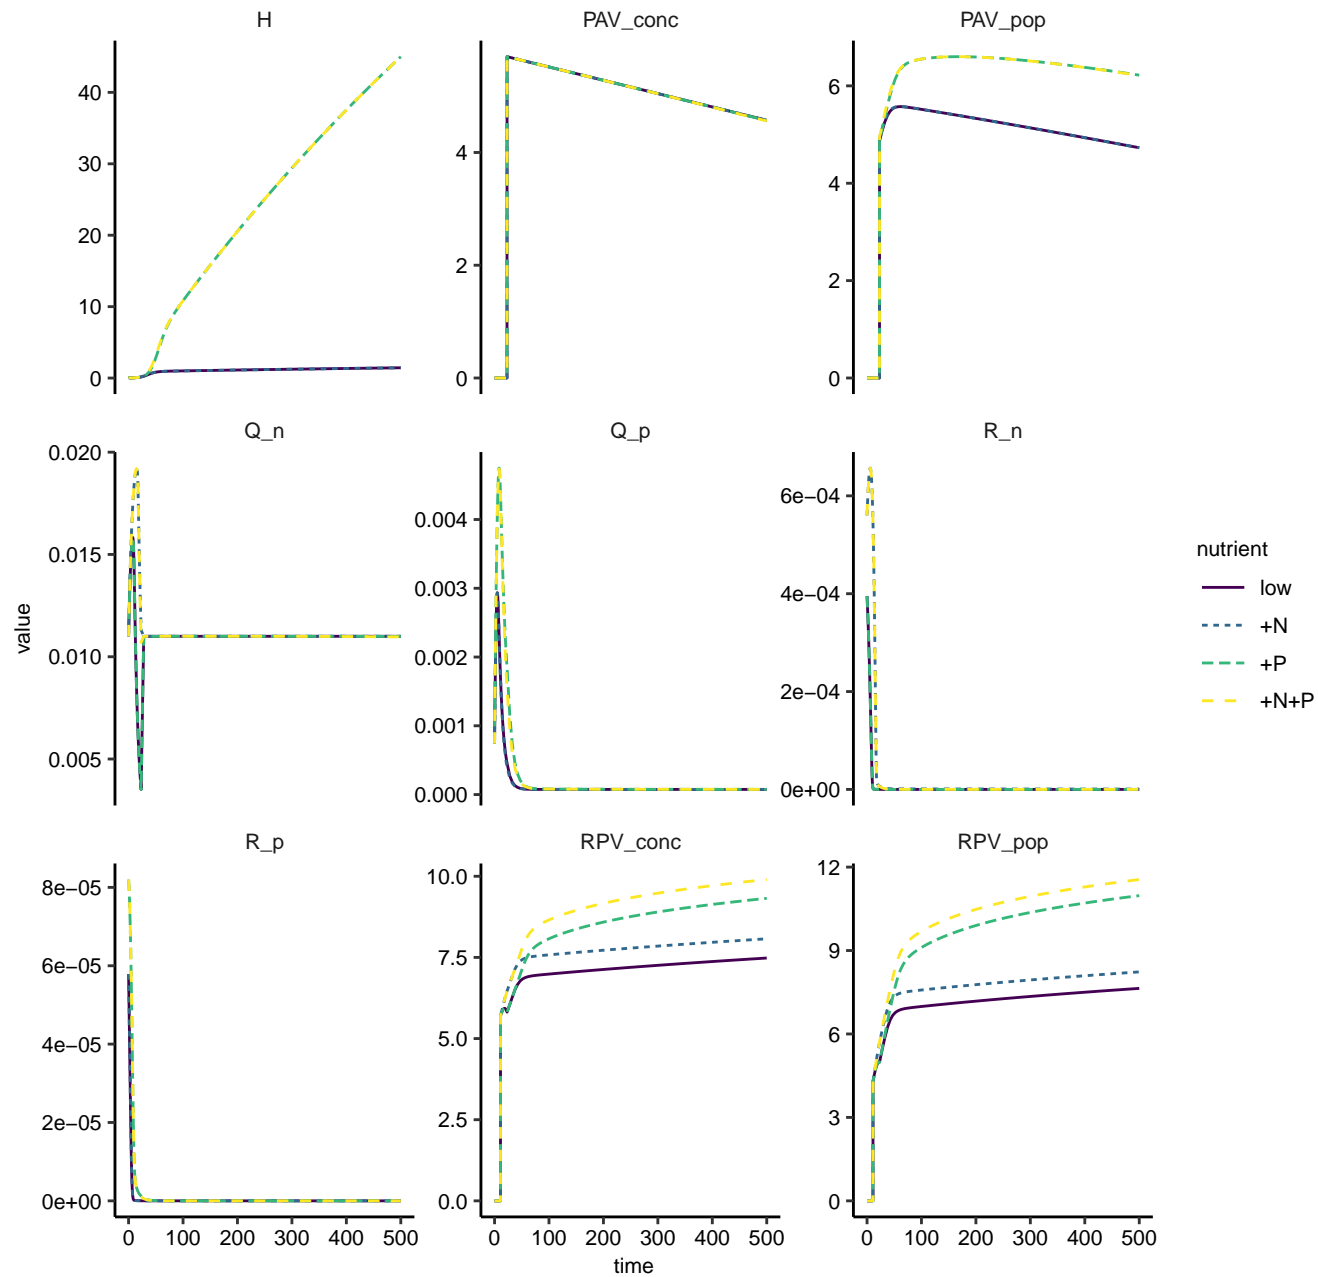 H PAV_conc PAV_pop
40
30
20
10
0
4
2
0
6
4
2
0
Q_n Q_p R_n
0.020
0.015
0.010
0.005
0.004
0.003
0.002
0.001
0.000
6e−04
4e−04
2e−04
0e+00
R_p RPV_conc RPV_pop
8e−05
6e−05
4e−05
2e−05
0e+00
10.0
7.5
5.0
2.5
0.0
12
9
6
3
0
0 100 200 300 400 500
0 100 200 300 400 500
0 100 200 300 400 500
time
value
nutrient
low
+N
+P
+N+P